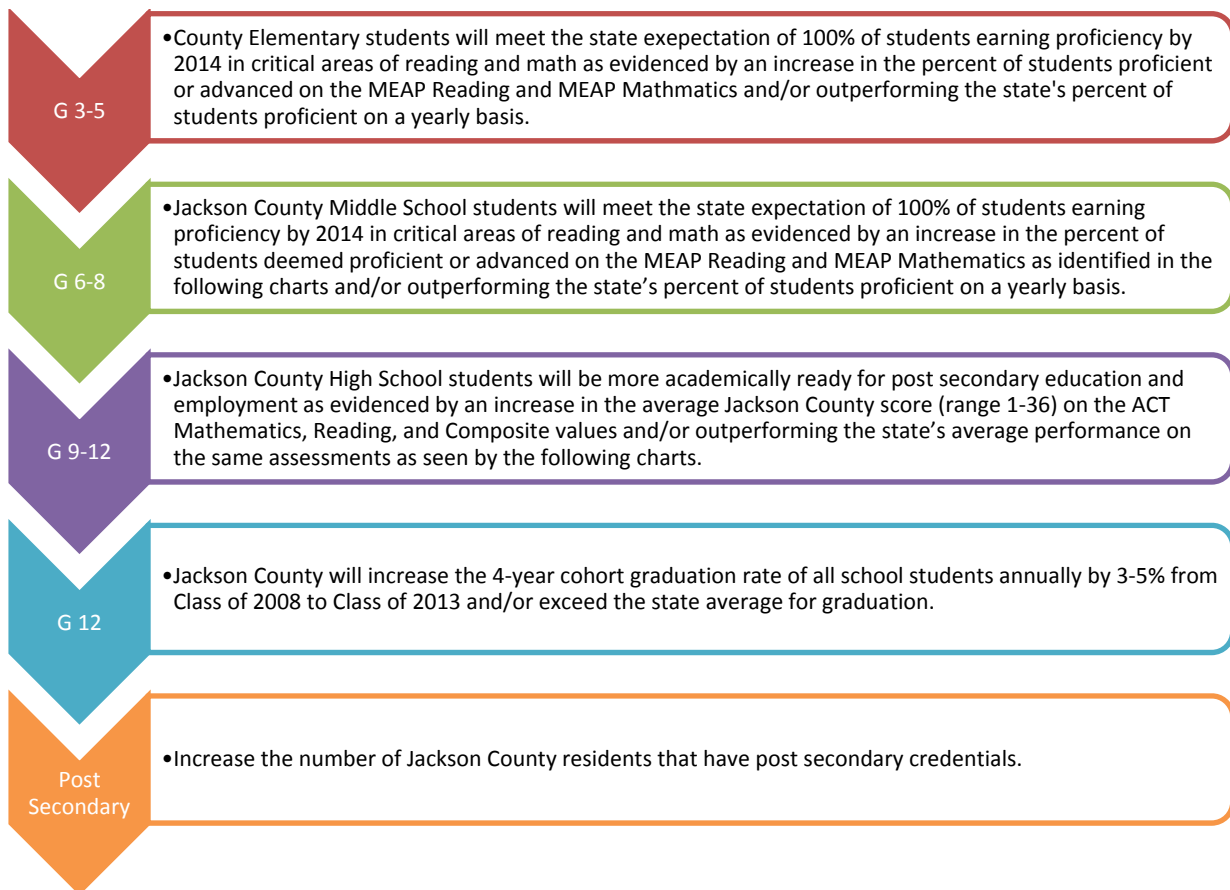 G 3-5
•County Elementary students will meet the state exepectation of 100% of students earning proficiency by
2014 in critical areas of reading and math as evidenced by an increase in the percent of students proficient
or advanced on the MEAP Reading and MEAP Mathmatics and/or outperforming the state's percent of
students proficient on a yearly basis.
G 6-8
•Jackson County Middle School students will meet the state expectation of 100% of students earning
proficiency by 2014 in critical areas of reading and math as evidenced by an increase in the percent of
students deemed proficient or advanced on the MEAP Reading and MEAP Mathematics as identified in the
following charts and/or outperforming the state’s percent of students proficient on a yearly basis.
G 9-12
•Jackson County High School students will be more academically ready for post secondary education and
employment as evidenced by an increase in the average Jackson County score (range 1-36) on the ACT
Mathematics, Reading, and Composite values and/or outperforming the state’s average performance on
the same assessments as seen by the following charts.
G 12
•Jackson County will increase the 4-year cohort graduation rate of all school students annually by 3-5% from
Class of 2008 to Class of 2013 and/or exceed the state average for graduation.
Post
Secondary
•Increase the number of Jackson County residents that have post secondary credentials.